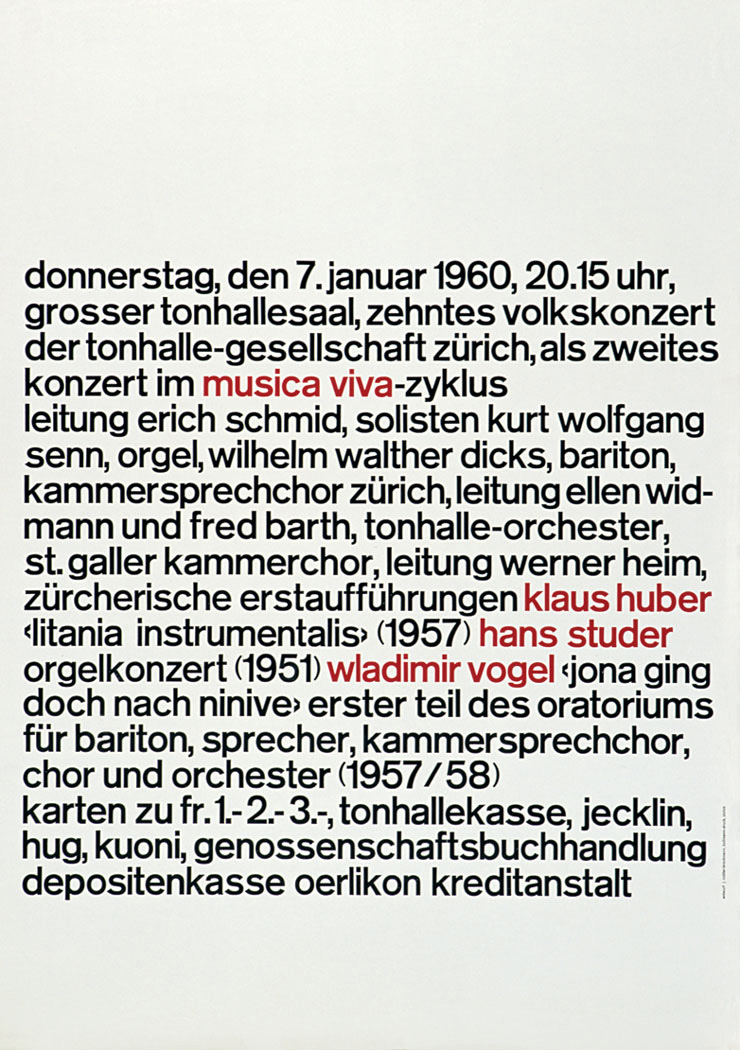 donnerstag, den 7. januar 1960, 20.15 uhr,
grosser tonhallesaal, zehntes volkskonzert
der tonhalle-gesellschaft zürich, als zweites
konzert im musica viva-zyklus
leitung erich schmid, solisten kurt wolfgang
senn, orgel, wilhelm walther dicks, bariton,
kammersprechchor zürich, leitung ellen wid-
mann und fred barth, tonhalle-orchester,
st. galler kammerchor, leitung werner heim,
zürcherische erstaufführungen klaus huber
‹litania instrumentalis› (1957) hans studer
orgelkonzert (1951) wladimir vogel ‹jona ging
doch nach ninive› erster teil des oratoriums
für bariton, sprecher, kammersprechchor,
chor und orchester (1957/58)
karten zu fr. 1.- 2.- 3.-, tonhallekasse, jecklin,
hug, kuoni, genossenschaftsbuchhandlung
depositenkasse oerlikon kreditanstalt